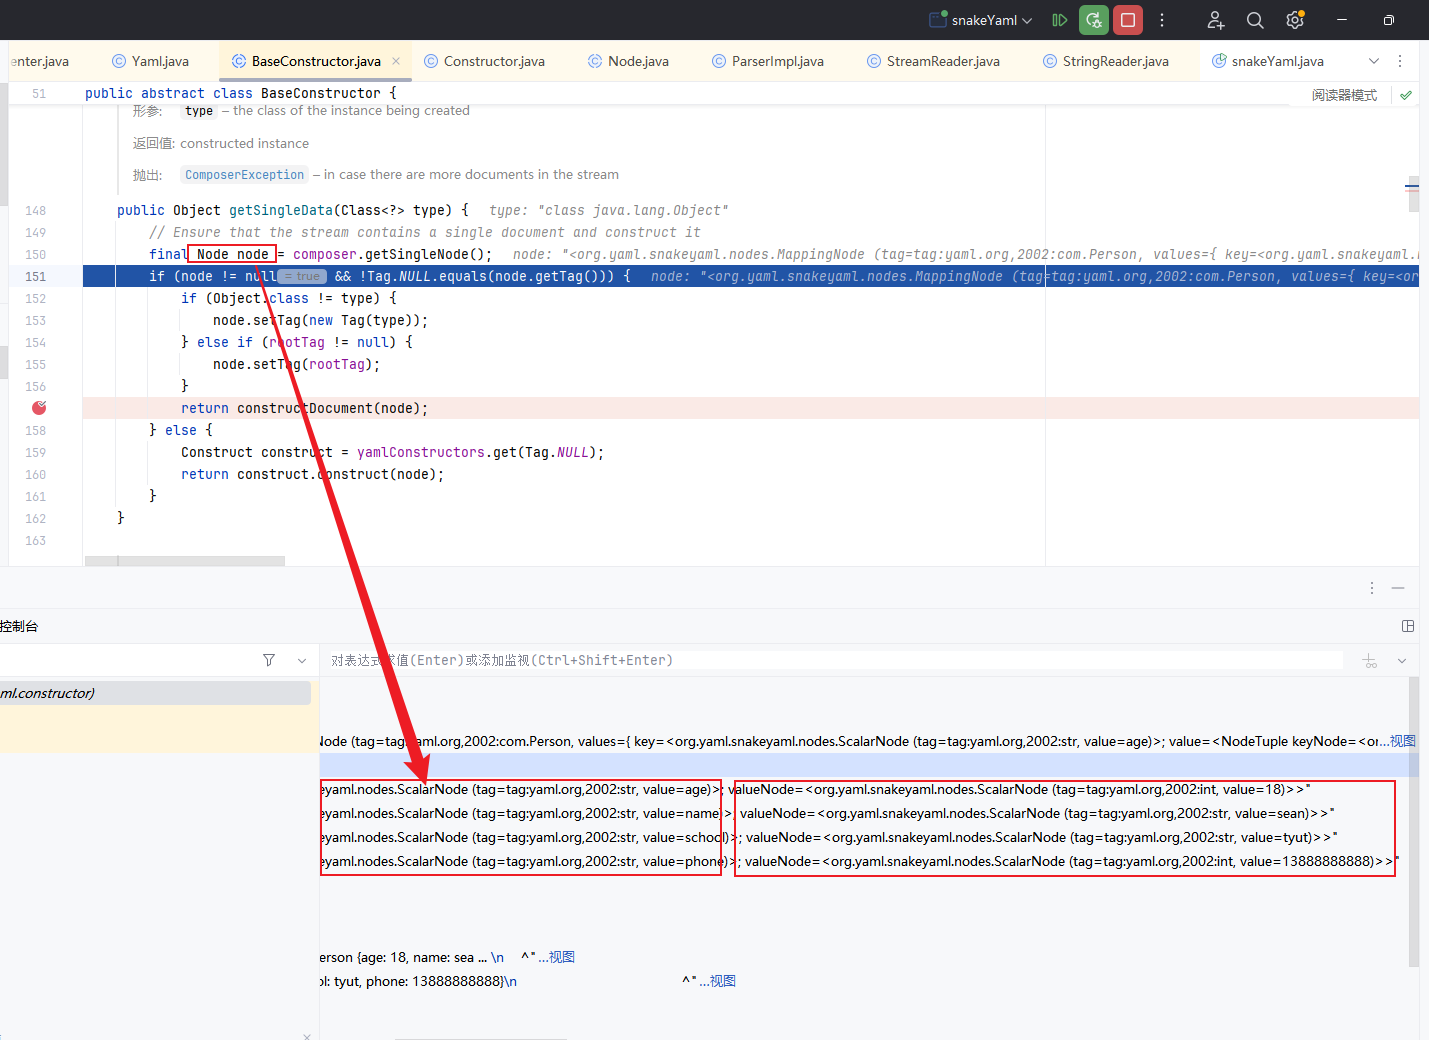 snakeYaml
enter.java
Yaml.java
BaseConstructor.java
Constructor.java
Node.java
ParserImpl.java
StreamReader.java
StringReader.java
snakeYaml.java
51 public abstract class BaseConstructor {
阅读器模式
形参: type – the class of the instance being created
返回值: constructed instance
抛出: ComposerException – in case there are more documents in the stream
148 public Object getSingleData(Class<?> type) { type: "class java.lang.Object"
149 // Ensure that the stream contains a single document and construct it
150 final Node node = composer.getSingleNode(); node: "<org.yaml.snakeyaml.nodes.MappingNode (tag=tag:yaml.org,2002:com.Person, values={ key=<org.yaml.snakeyaml.
151 if (node != null = true && !Tag.NULL.equals(node.getTag())) { node: "<org.yaml.snakeyaml.nodes.MappingNode (tag=tag:yaml.org,2002:com.Person, values={ key=<or
152 if (Object.class != type) {
153 node.setTag(new Tag(type));
154 } else if (rootTag != null) {
155 node.setTag(rootTag);
156 }
return constructDocument(node);
158 } else {
159 Construct construct = yamlConstructors.get(Tag.NULL);
160 return construct.construct(node);
161 }
162 }
163
控制台
对表达式求值(Enter)或添加监视(Ctrl+Shift+Enter)
ml.constructor)
Node (tag=tag:yaml.org,2002:com.Person, values={ key=<org.yaml.snakeyaml.nodes.ScalarNode (tag=tag:yaml.org,2002:str, value=age)>; value=<NodeTuple keyNode=<or...视图
eyaml.nodes.ScalarNode (tag=tag:yaml.org,2002:str, value=age)>; valueNode=<org.yaml.snakeyaml.nodes.ScalarNode (tag=tag:yaml.org,2002:int, value=18)>>"
eyaml.nodes.ScalarNode (tag=tag:yaml.org,2002:str, value=name)>; valueNode=<org.yaml.snakeyaml.nodes.ScalarNode (tag=tag:yaml.org,2002:str, value=sean)>>"
eyaml.nodes.ScalarNode (tag=tag:yaml.org,2002:str, value=school)>; valueNode=<org.yaml.snakeyaml.nodes.ScalarNode (tag=tag:yaml.org,2002:str, value=tyut)>>"
eyaml.nodes.ScalarNode (tag=tag:yaml.org,2002:str, value=phone)>; valueNode=<org.yaml.snakeyaml.nodes.ScalarNode (tag=tag:yaml.org,2002:int, value=13888888888)>>"
erson {age: 18, name: sea ... \n ^" ...视图
ol: tyut, phone: 13888888888}\n ^" ...视图